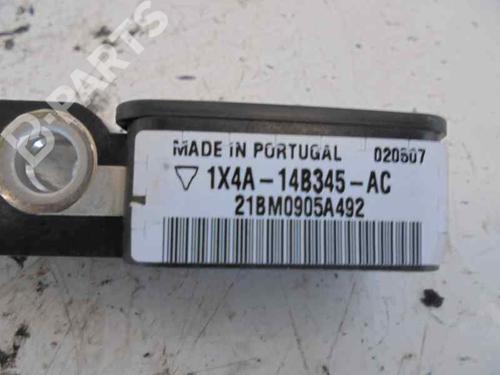 B-PARTS
MADE IN PORTUGAL 020607
1X4A-14B345-AC
21BM0905A492